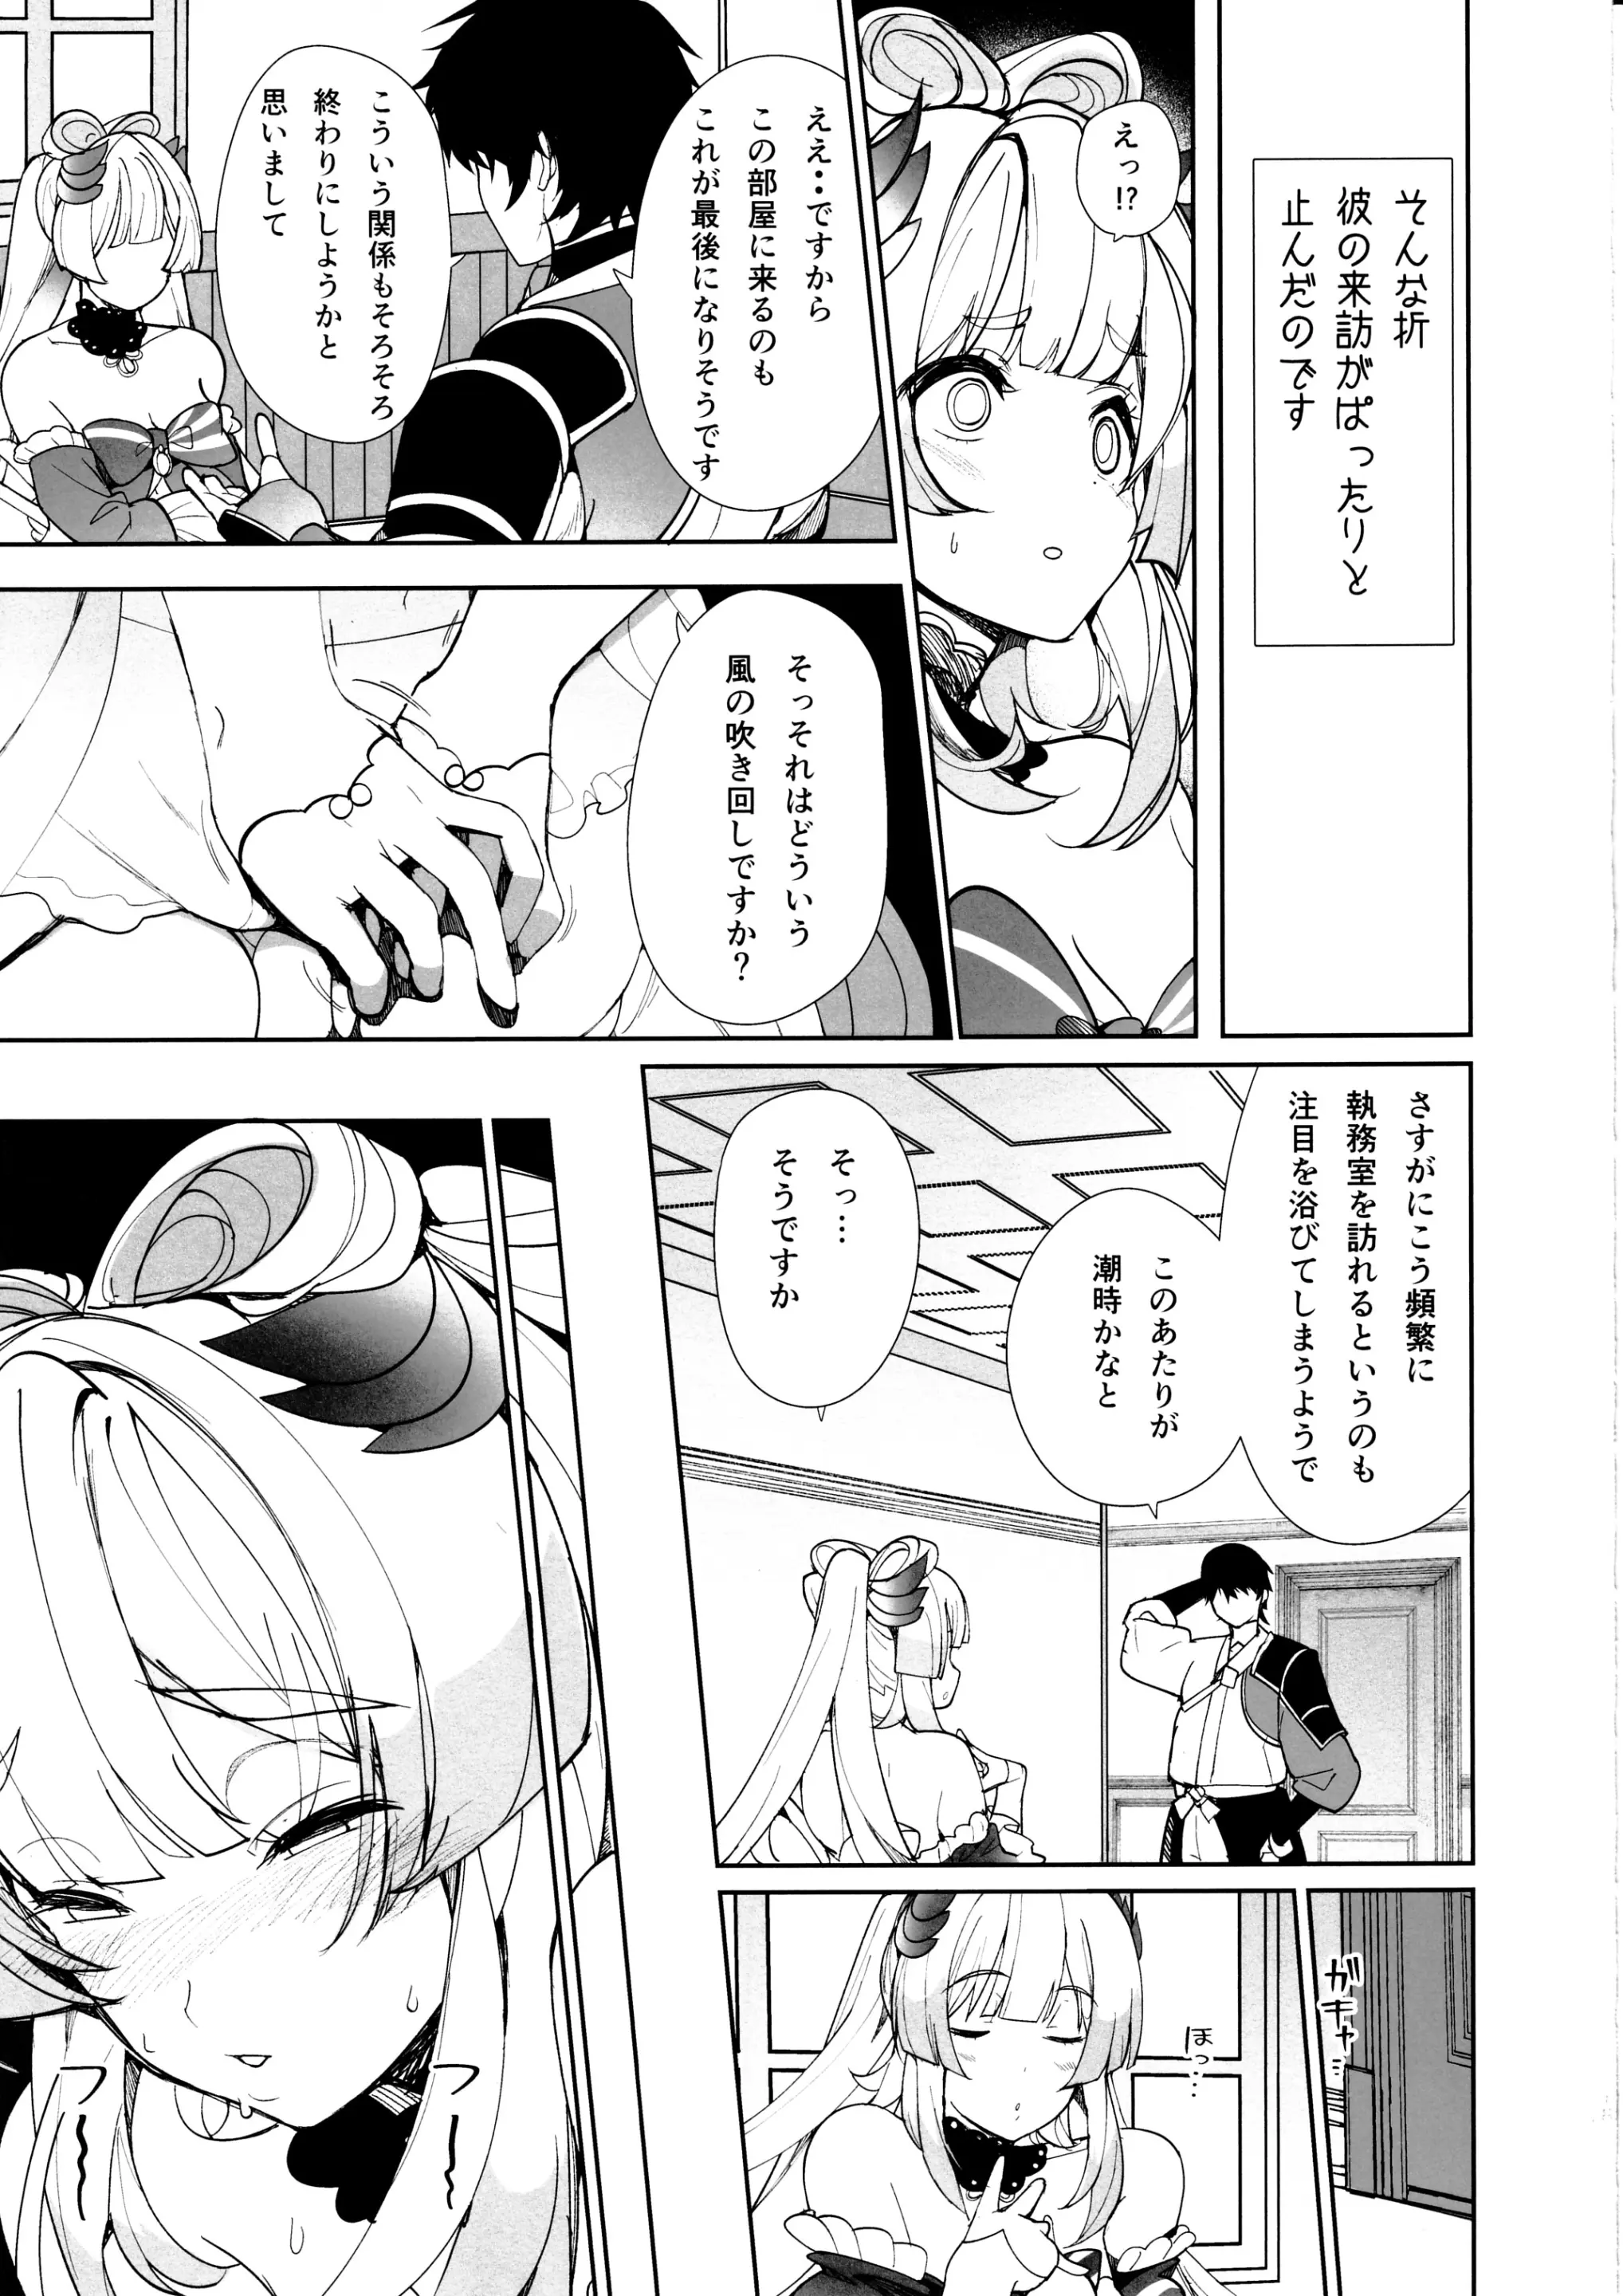 そんな折
彼の来訪がぱったりと
止んだのです
えっ!?
ええ・・ですから
この部屋に来るのも
これが最後になりそうです
こういう関係もそろそろ
終わりにしようかと
思いまして
そっそれはどういう
風の吹き回しですか?
さすがにこう頻繁に
執務室を訪れるというのも
注目を浴びてしまうようで
このあたりが
潮時かなと
そっ…
そうですか
ガキャ…
ほっ…
フー
フー